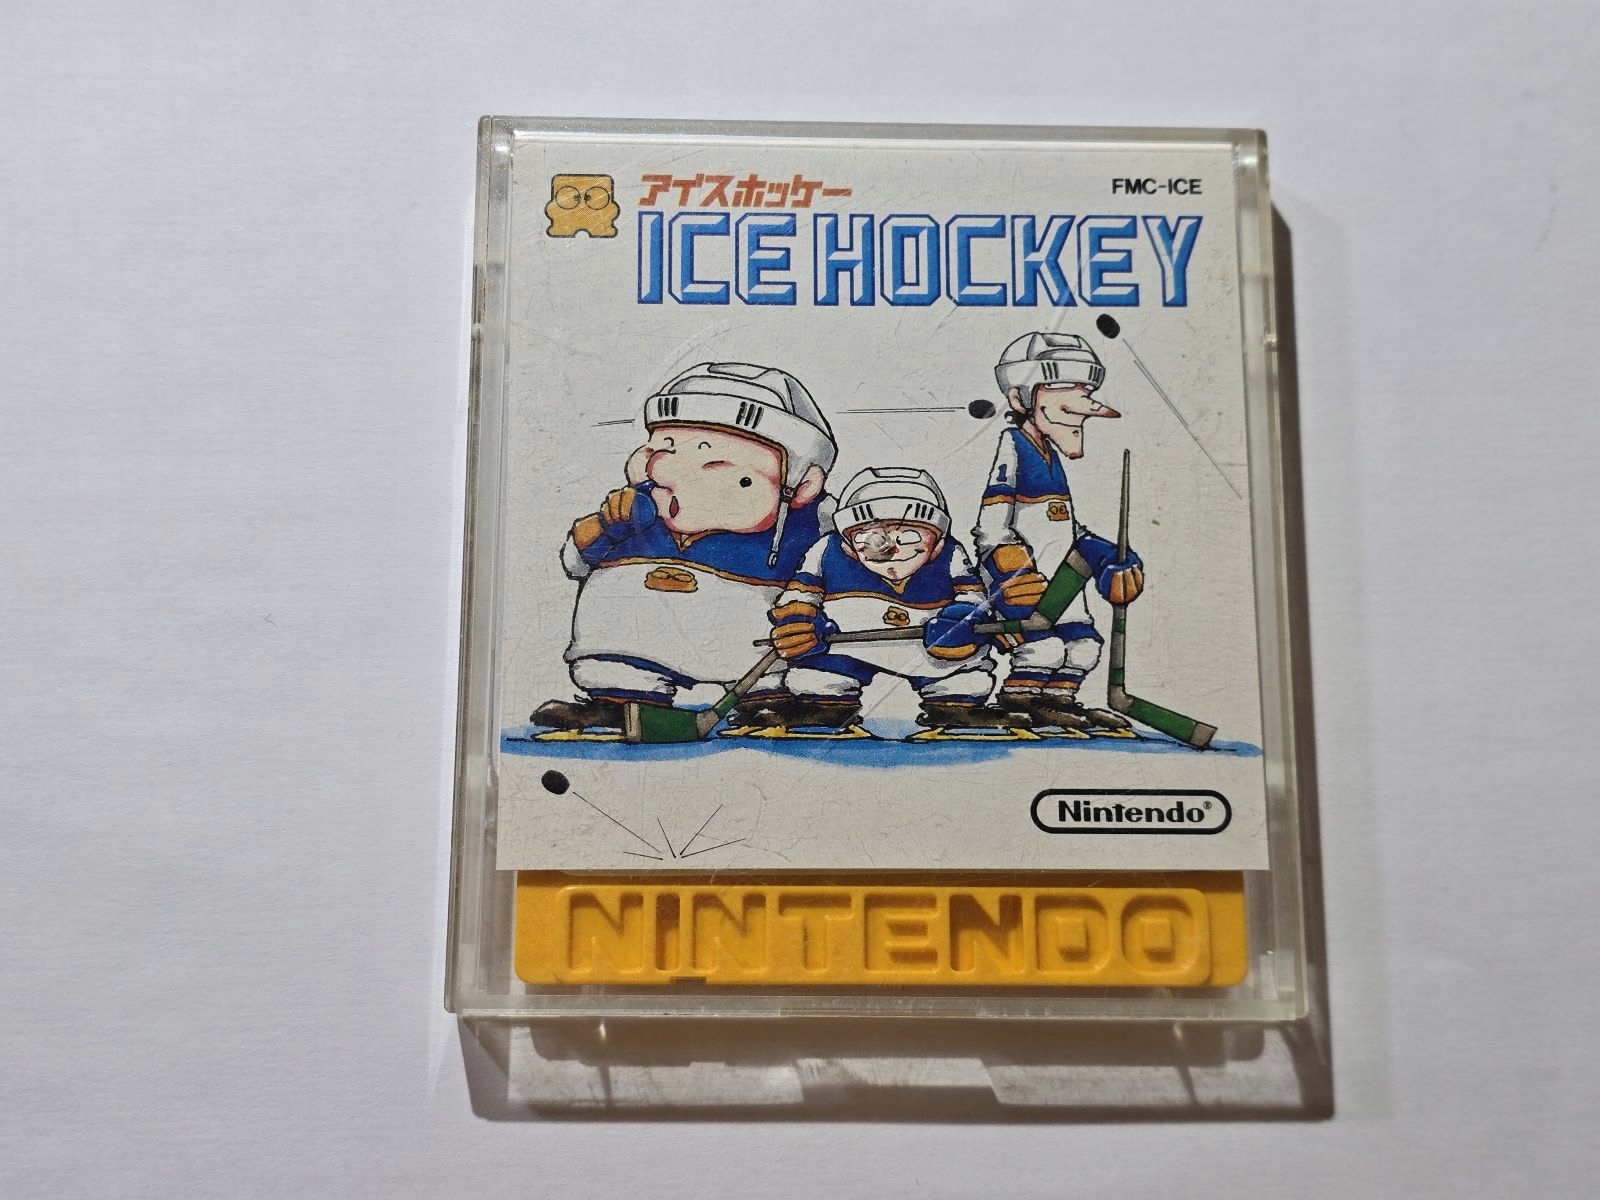 アイスホッケー
FMC-ICE
ICE HOCKEY
1
Nintendo®
NINTENDO